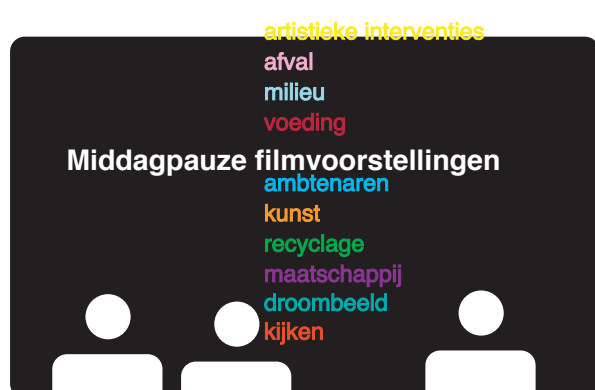 artistieke interventies
afval
milieu
voeding
Middagpauze filmvoorstellingen
ambtenaren
kunst
recyclage
maatschappij
droombeeld
kijken